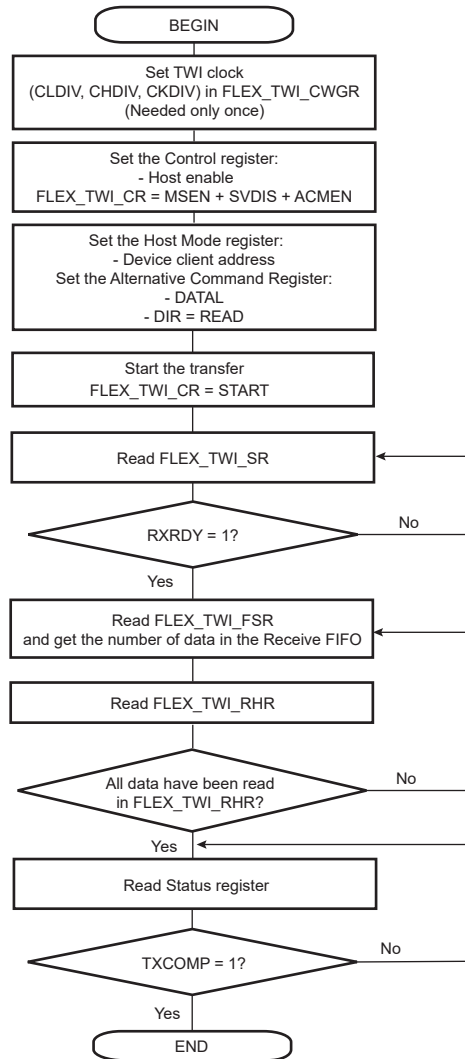 BEGIN
Set TWI clock
(CLDIV, CHDIV, CKDIV) in FLEX_TWI_CWGR
(Needed only once)
Set the Control register:
- Host enable
FLEX_TWI_CR = MSEN + SVDIS + ACMEN
Set the Host Mode register:
- Device client address
Set the Alternative Command Register:
- DATAL
- DIR = READ
Start the transfer
FLEX_TWI_CR = START
Read FLEX_TWI_SR
RXRDY = 1?
No
Yes
Read FLEX_TWI_FSR
and get the number of data in the Receive FIFO
Read FLEX_TWI_RHR
All data have been read
in FLEX_TWI_RHR?
No
Yes
Read Status register
TXCOMP = 1?
No
Yes
END